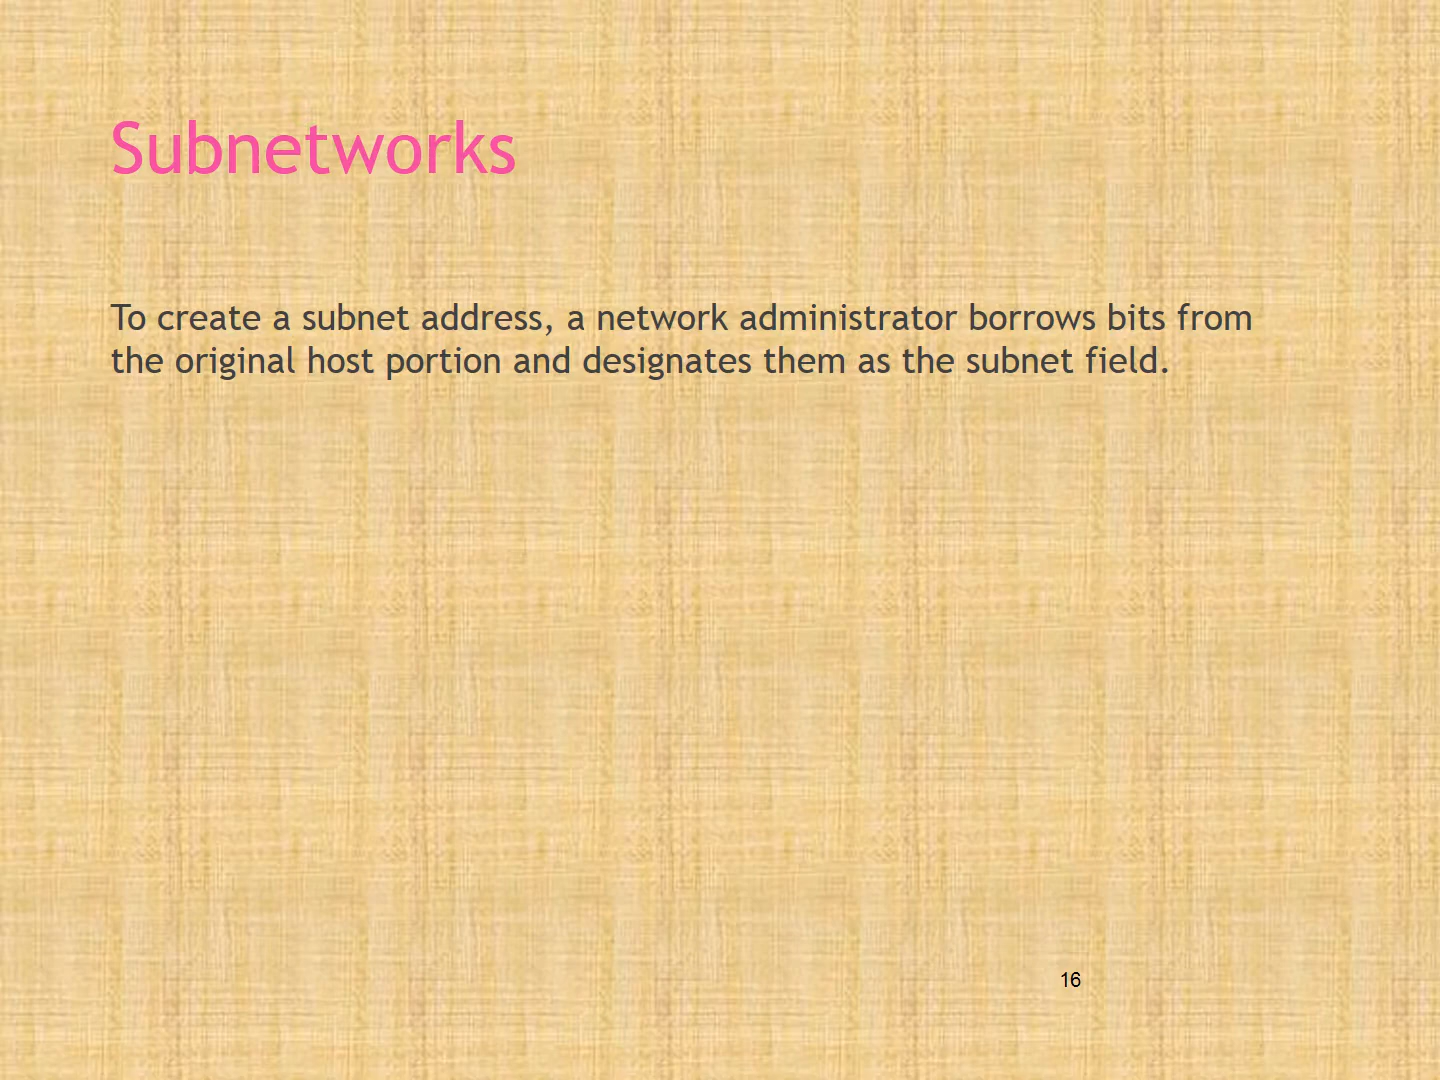 Subnetworks
To create a subnet address, a network administrator borrows bits from
the original host portion and designates them as the subnet field.
16